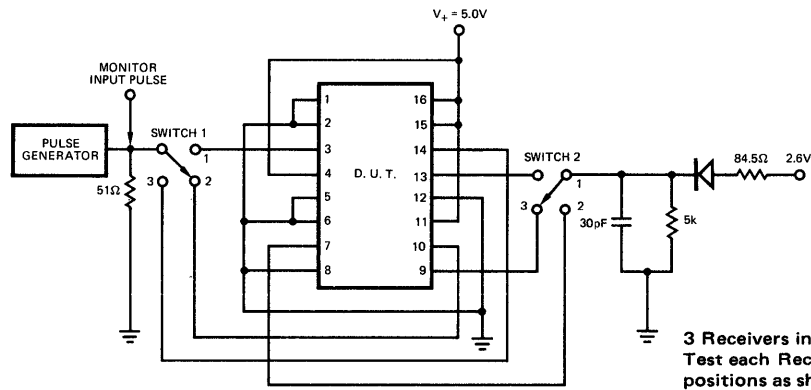 V+ = 5.0V
MONITOR
INPUT PULSE
PULSE
GENERATOR
51Ω
SWITCH 1
1
3
2
1
2
3
4
5
6
7
8
D. U. T.
16
15
14
13
12
11
10
9
SWITCH 2
1
3
2
30pF
5k
84.5Ω
2.6V
3 Receivers in
Test each Rec
positions as sh